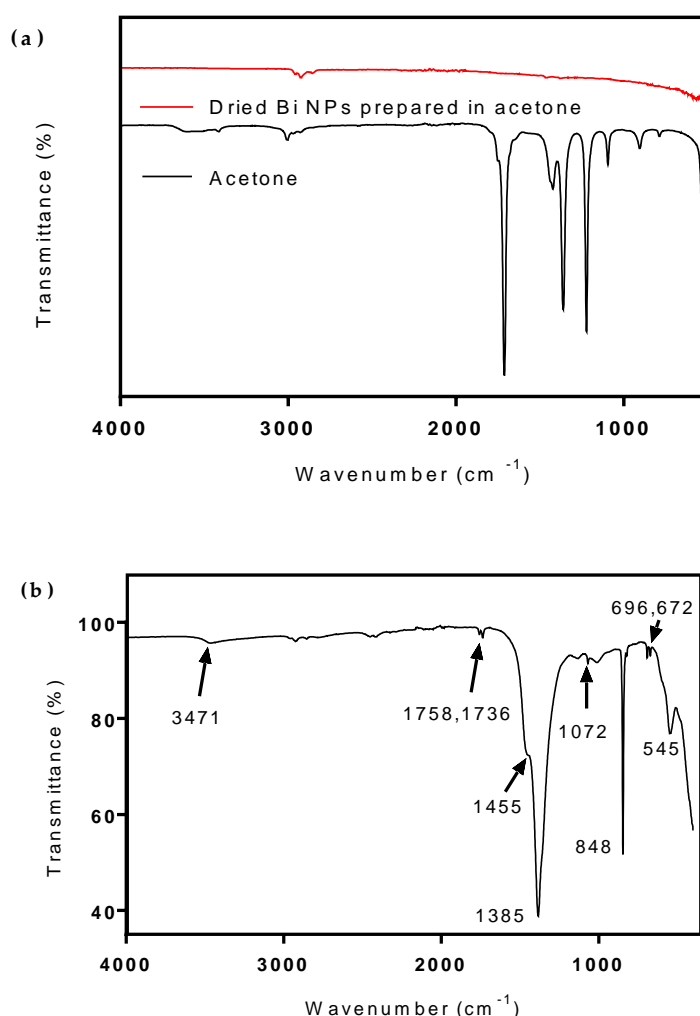 (a)
Transmittance (%)
Dried Bi NPs prepared in acetone
Acetone
4000 3000 2000 1000
Wavenumber (cm -1)
(b)
Transmittance (%)
100
80
60
40
696,672
3471
1758,1736
1072
545
1455
848
1385
4000 3000 2000 1000
Wavenumber (cm -1)